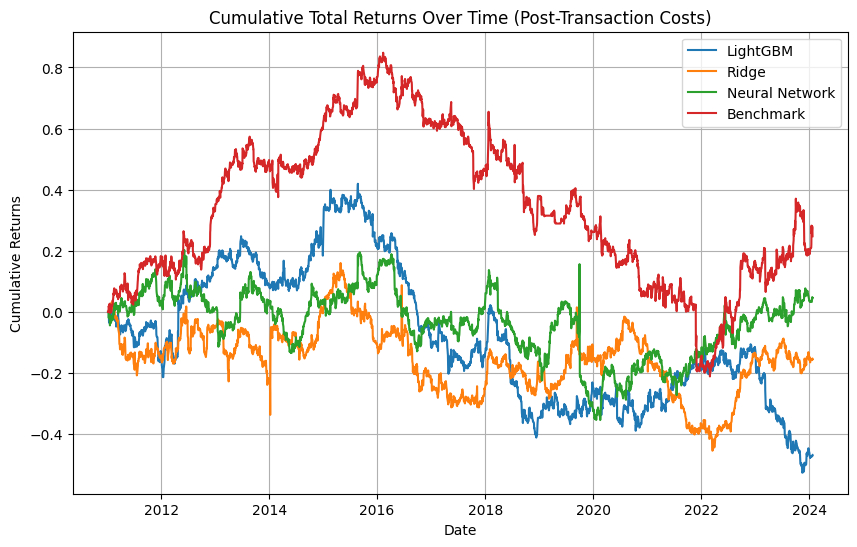 Cumulative Total Returns Over Time (Post-Transaction Costs)
LightGBM
Ridge
Neural Network
Benchmark
Cumulative Returns
0.8
0.6
0.4
0.2
0.0
−0.2
−0.4
2012
2014
2016
2018
2020
2022
2024
Date